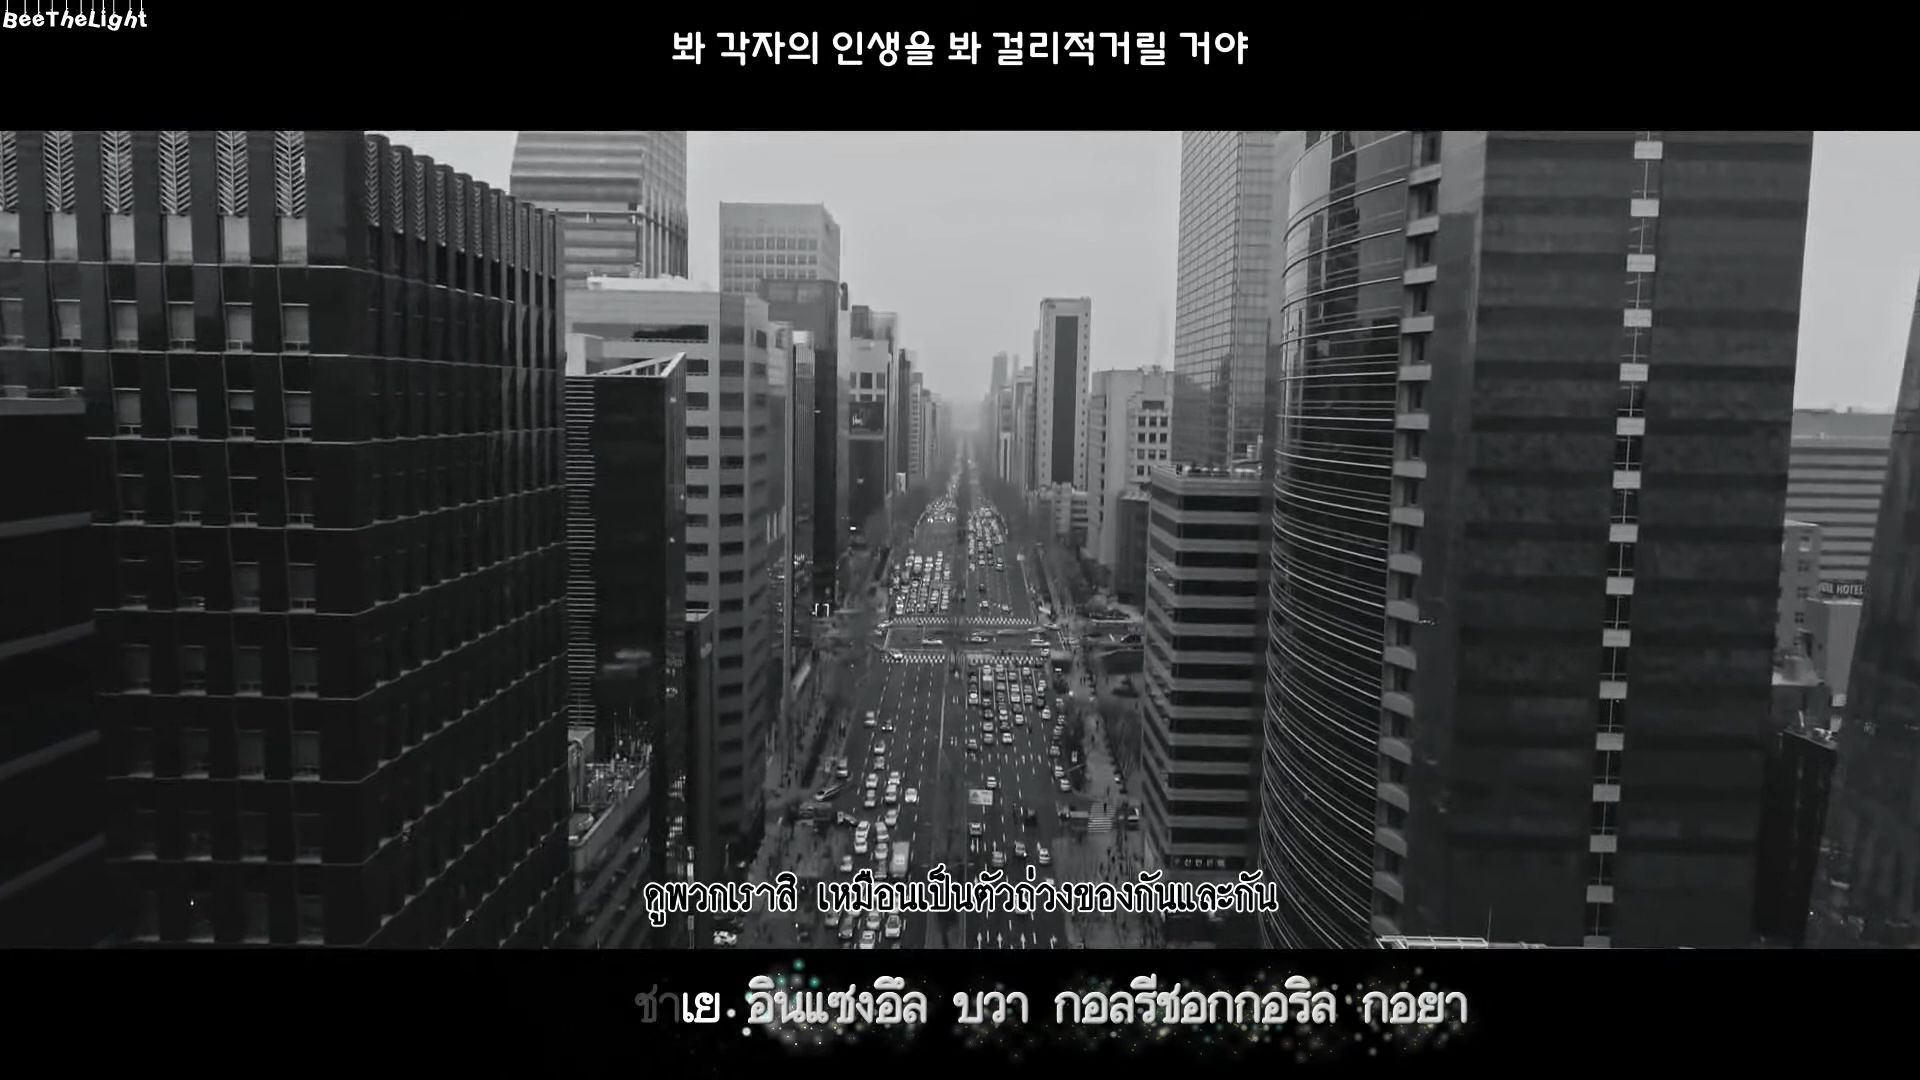 BeeTheLight
봐 각자의 인생을 봐 걸리적거릴 거야
HOTEL
ดูพวกเราสิ เหมือนเป็นตัวถ่วงของกันและกัน
ชาเย อินแซงอึล บวา กอลรีชอกกอริล กอยา